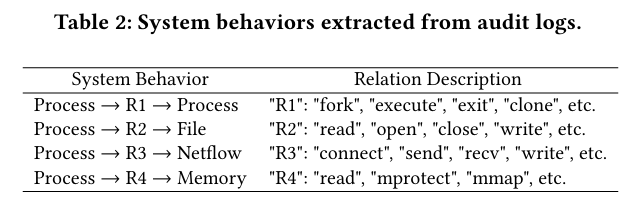 Table 2: System behaviors extracted from audit logs.
System Behavior Relation Description
Process → R1 → Process "R1": "fork", "execute", "exit", "clone", etc.
Process → R2 → File "R2": "read", "open", "close", "write", etc.
Process → R3 → Netflow "R3": "connect", "send", "recv", "write", etc.
Process → R4 → Memory "R4": "read", "mprotect", "mmap", etc.